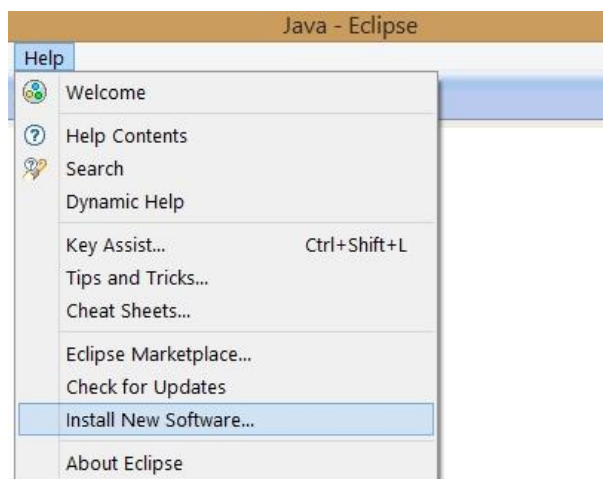 Java - Eclipse
Help
Welcome
Help Contents
Search
Dynamic Help
Key Assist... Ctrl+Shift+L
Tips and Tricks...
Cheat Sheets...
Eclipse Marketplace...
Check for Updates
Install New Software...
About Eclipse